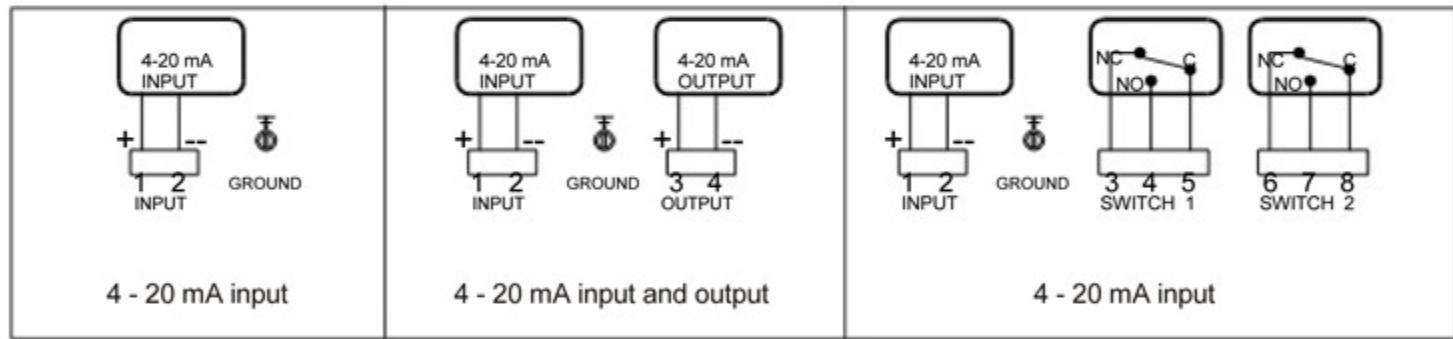 4-20 mA
INPUT
+ --
1 2
INPUT
GROUND
4 - 20 mA input
4-20 mA
INPUT
+ --
1 2
INPUT
GROUND
4-20 mA
OUTPUT
+ --
3 4
OUTPUT
4 - 20 mA input and output
4-20 mA
INPUT
+ --
1 2
INPUT
GROUND
NC C
NO
3 4 5
SWITCH 1
NC C
NO
6 7 8
SWITCH 2
4 - 20 mA input